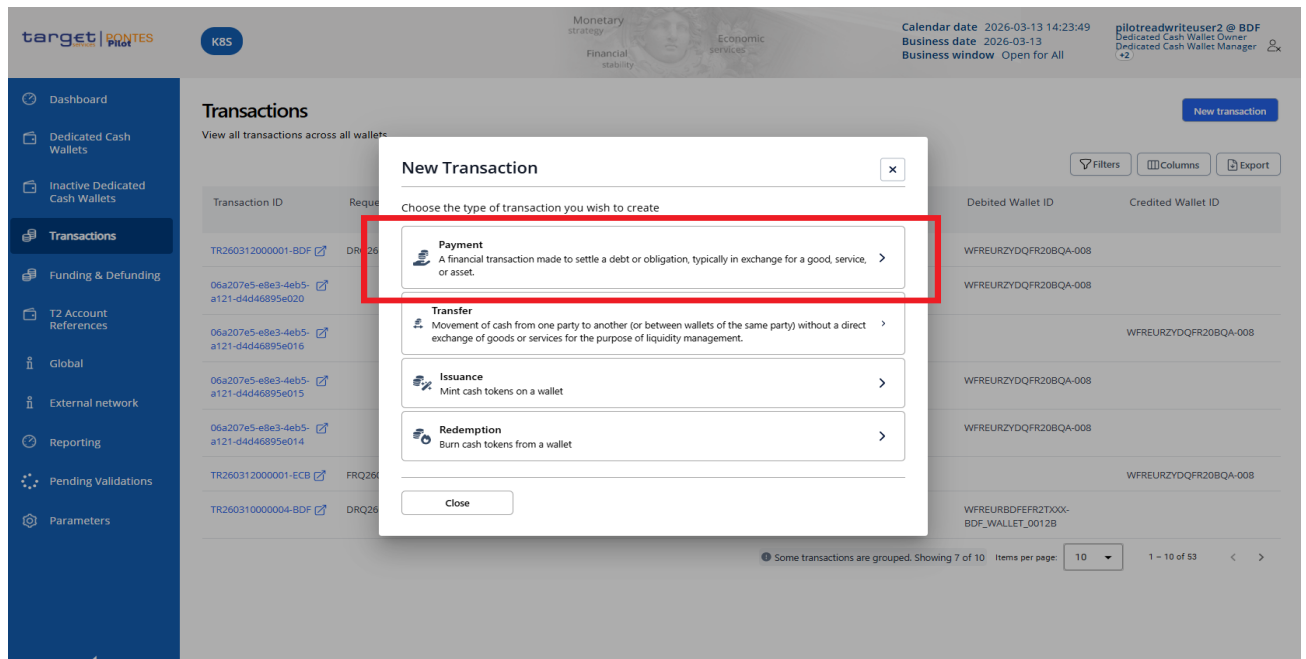 target | PONTES
services Pilot
K8S
Monetary
strategy
Economic
services
Financial
stability
Calendar date 2026-03-13 14:23:49
Business date 2026-03-13
Business window Open for All
pilotreadwriteuser2 @ BDF
Dedicated Cash Wallet Owner
Dedicated Cash Wallet Manager
+2
Dashboard
Dedicated Cash
Wallets
Inactive Dedicated
Cash Wallets
Transactions
Funding & Defunding
T2 Account
References
Global
External network
Reporting
Pending Validations
Parameters
Transactions
New transaction
View all transactions across all wallets
Filters
Columns
Export
Transaction ID
Reque
Debited Wallet ID
Credited Wallet ID
TR260312000001-BDF
DRQ26
WFREURZYDQFR20BQA-008
06a207e5-e8e3-4eb5-
a121-d4d46895e020
WFREURZYDQFR20BQA-008
06a207e5-e8e3-4eb5-
a121-d4d46895e016
WFREURZYDQFR20BQA-008
06a207e5-e8e3-4eb5-
a121-d4d46895e015
WFREURZYDQFR20BQA-008
06a207e5-e8e3-4eb5-
a121-d4d46895e014
WFREURZYDQFR20BQA-008
TR260312000001-ECB
FRQ260
WFREURZYDQFR20BQA-008
TR260310000004-BDF
DRQ26
WFREURBDFEFR2TXXX-
BDF_WALLET_0012B
New Transaction
Choose the type of transaction you wish to create
Payment
A financial transaction made to settle a debt or obligation, typically in exchange for a good, service,
or asset.
Transfer
Movement of cash from one party to another (or between wallets of the same party) without a direct
exchange of goods or services for the purpose of liquidity management.
Issuance
Mint cash tokens on a wallet
Redemption
Burn cash tokens from a wallet
Close
Some transactions are grouped. Showing 7 of 10
Items per page: 10
1 – 10 of 53